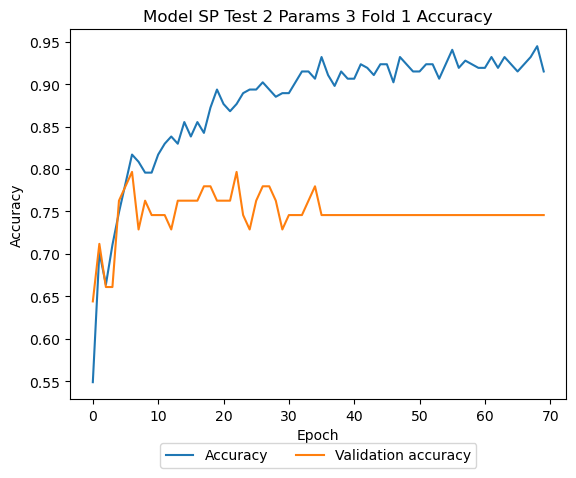 Model SP Test 2 Params 3 Fold 1 Accuracy
0.95
0.90
0.85
0.80
0.75
0.70
0.65
0.60
0.55
Accuracy
0 10 20 30 40 50 60 70
Epoch
Accuracy Validation accuracy